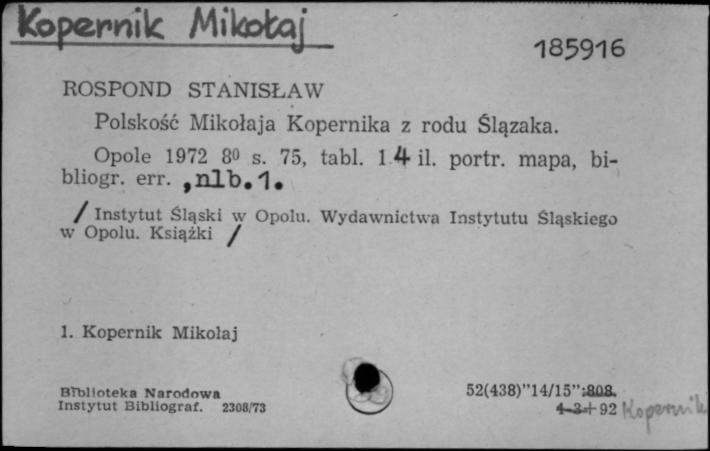 Kopernik Mikołaj
185916
ROSPOND STANISŁAW
Polskość Mikołaja Kopernika z rodu Ślązaka.
Opole 1972 8⁰ s. 75, tabl. 1 4 il. portr. mapa, bi-
bliogr. err. , nlb. 1.
/ Instytut Śląski w Opolu. Wydawnictwa Instytutu Śląskiego
w Opolu. Książki /
1. Kopernik Mikolaj
Biblioteka Narodowa
Instytut Bibliograf. 2308/73
52(438)"14/15":808.
4-3+92 Kopernik